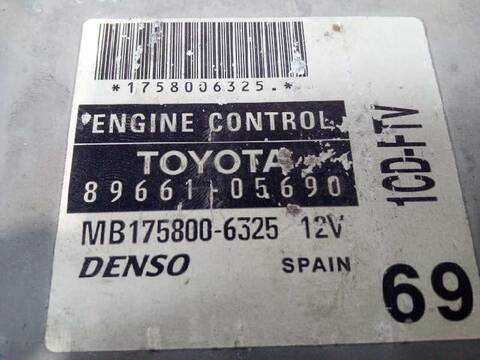 *1758006325.*
ENGINE CONTROL
TOYOTA
89661-05690
MB175800-6325 12V
DENSO SPAIN
1CD-FTV
69